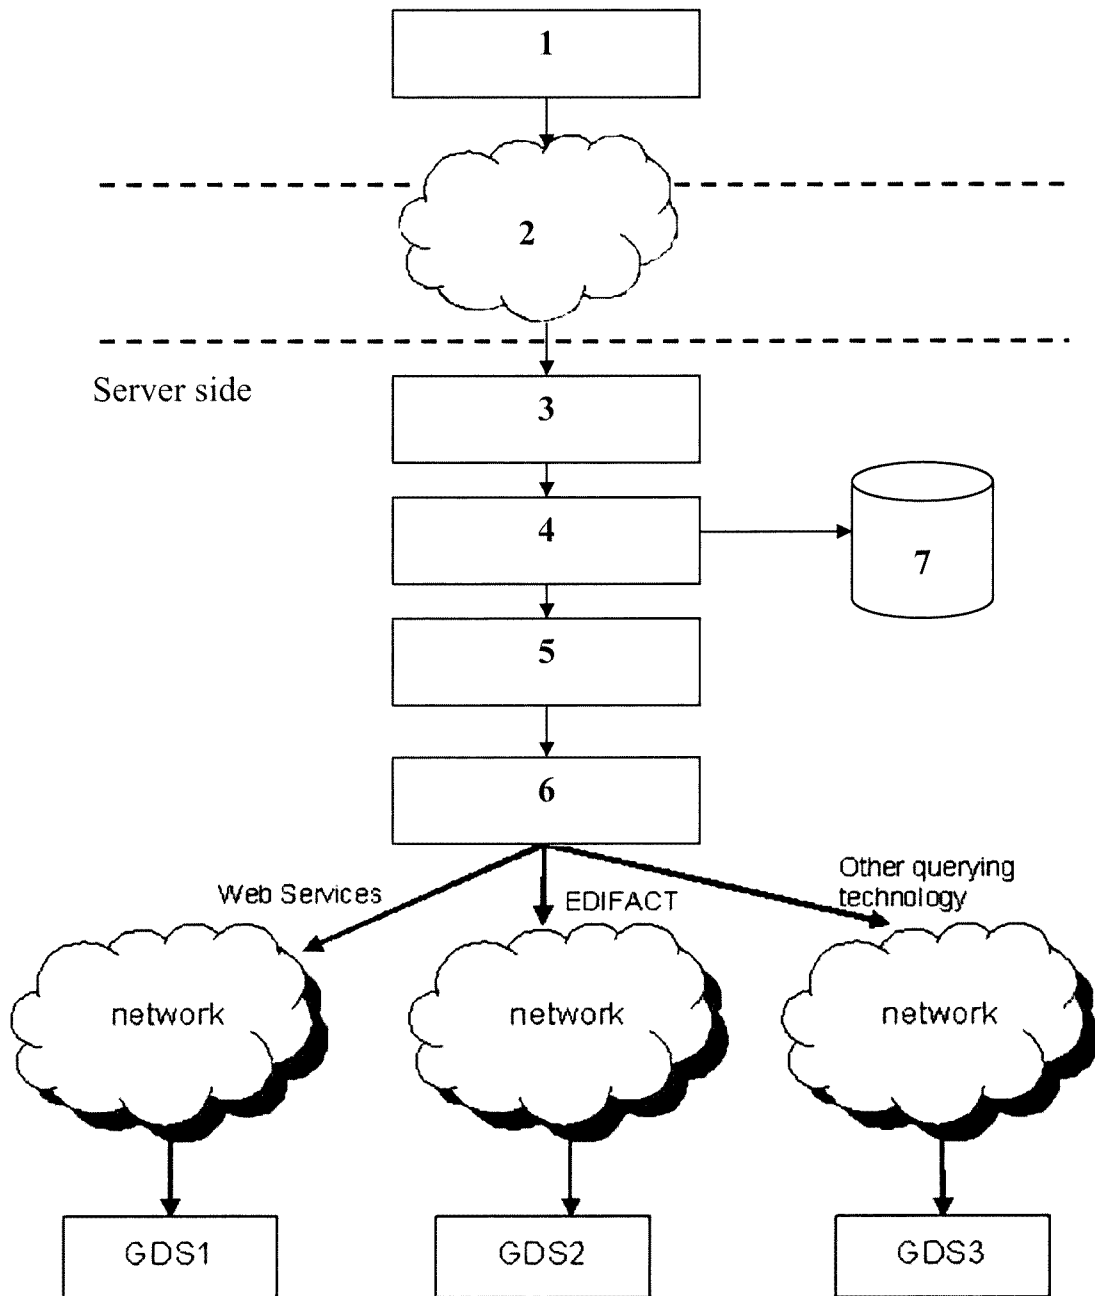 1
2
Server side
3
4
7
5
6
Web Services
EDIFACT
Other querying
technology
network
network
network
GDS1
GDS2
GDS3